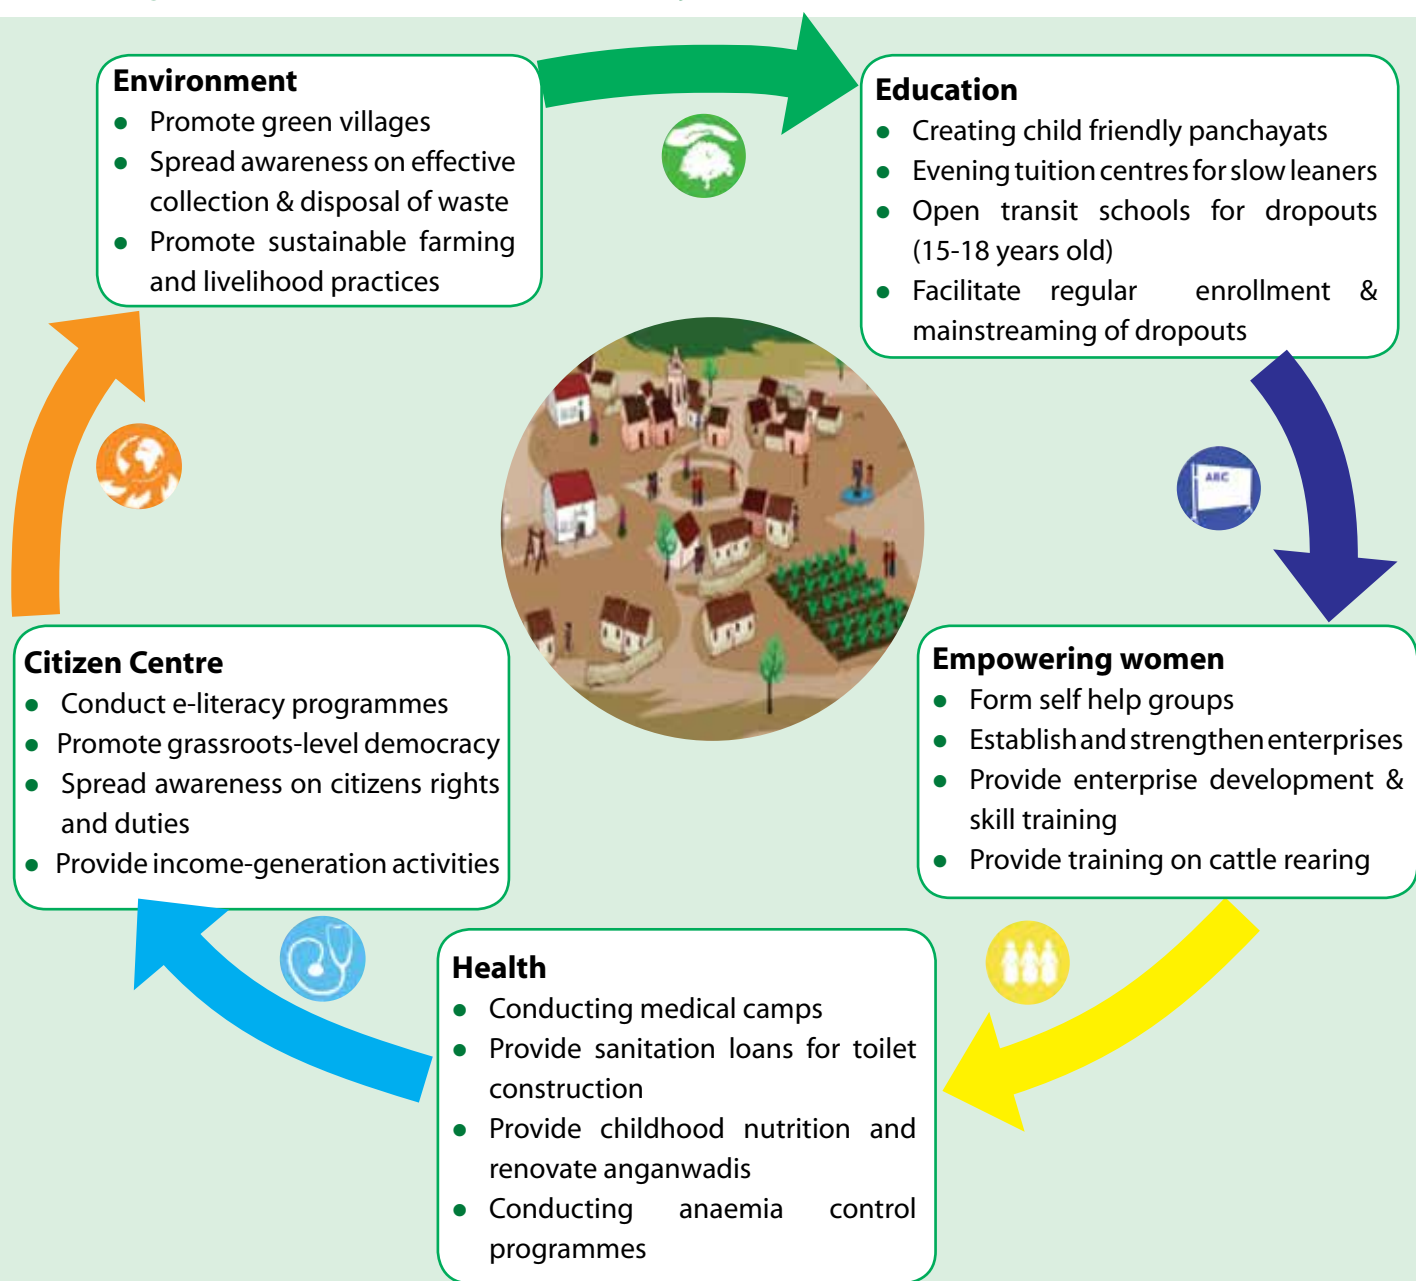 Environment
● Promote green villages
● Spread awareness on effective
collection & disposal of waste
● Promote sustainable farming
and livelihood practices
Education
● Creating child friendly panchayats
● Evening tuition centres for slow leaners
● Open transit schools for dropouts
(15-18 years old)
● Facilitate regular enrollment &
mainstreaming of dropouts
ABC
Empowering women
● Form self help groups
● Establish and strengthen enterprises
● Provide enterprise development &
skill training
● Provide training on cattle rearing
Health
● Conducting medical camps
● Provide sanitation loans for toilet
construction
● Provide childhood nutrition and
renovate anganwadis
● Conducting anaemia control
programmes
Citizen Centre
● Conduct e-literacy programmes
● Promote grassroots-level democracy
● Spread awareness on citizens rights
and duties
● Provide income-generation activities